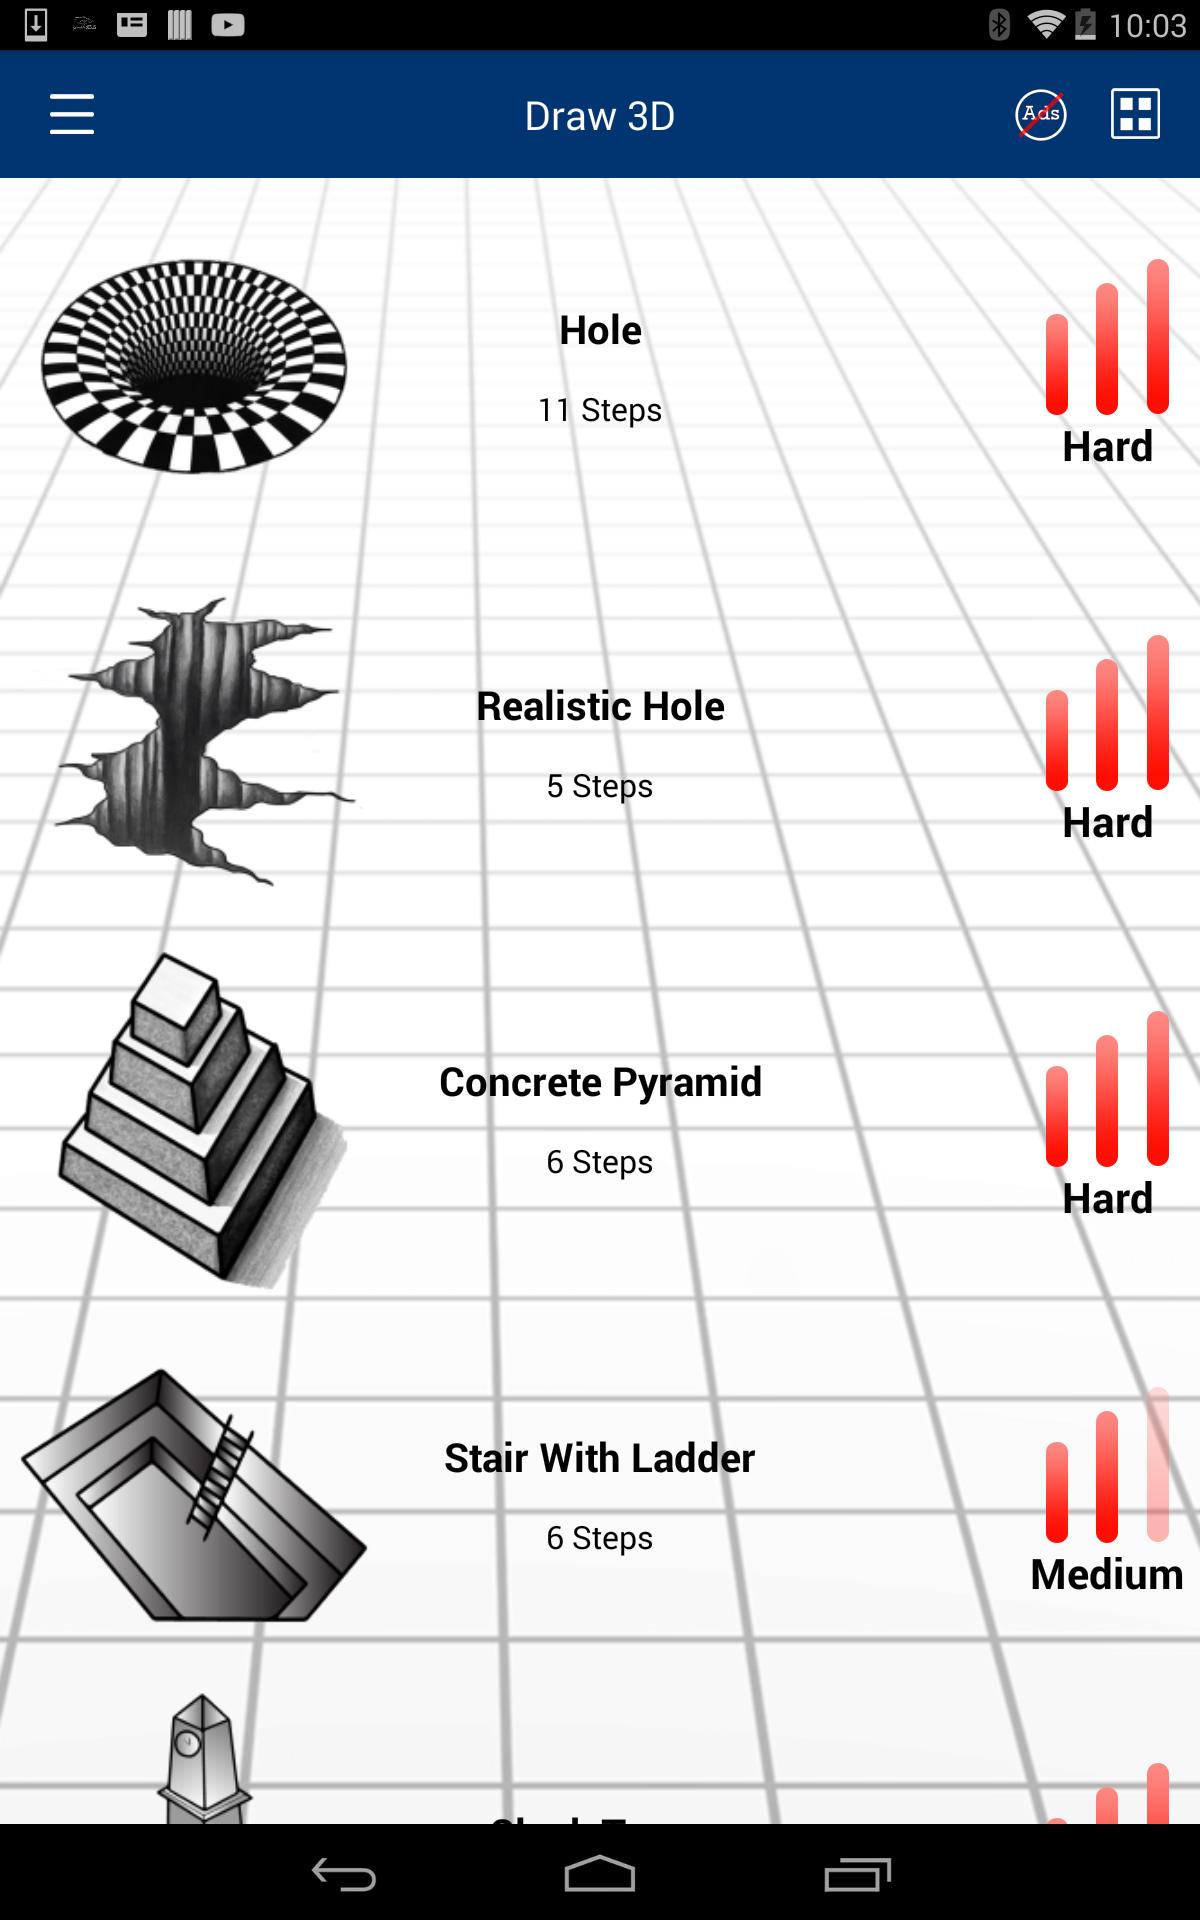 10:03
Draw 3D
Ads
Hole
11 Steps
Hard
Realistic Hole
5 Steps
Hard
Concrete Pyramid
6 Steps
Hard
Stair With Ladder
6 Steps
Medium